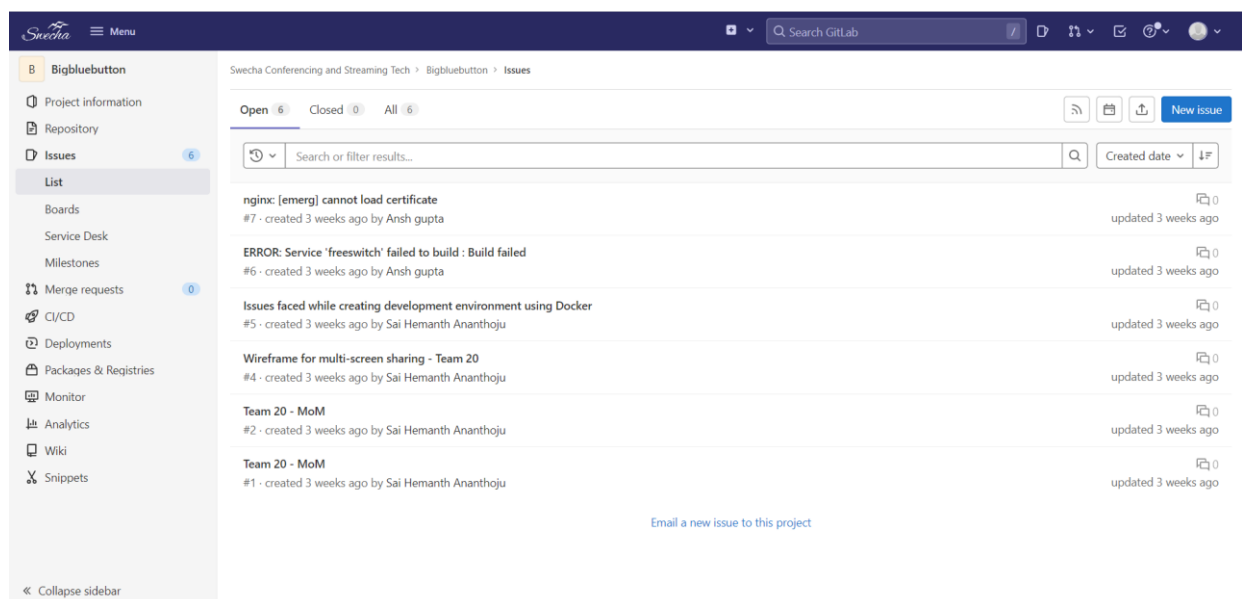 Swecha
Menu
Search GitLab
/
B Bigbluebutton
Project information
Repository
Issues 6
List
Boards
Service Desk
Milestones
Merge requests 0
CI/CD
Deployments
Packages & Registries
Monitor
Analytics
Wiki
Snippets
« Collapse sidebar
Swecha Conferencing and Streaming Tech > Bigbluebutton > Issues
Open 6 Closed 0 All 6
New issue
Search or filter results...
Created date
nginx: [emerg] cannot load certificate
0
#7 · created 3 weeks ago by Ansh gupta
updated 3 weeks ago
ERROR: Service 'freeswitch' failed to build : Build failed
0
#6 · created 3 weeks ago by Ansh gupta
updated 3 weeks ago
Issues faced while creating development environment using Docker
0
#5 · created 3 weeks ago by Sai Hemanth Ananthoju
updated 3 weeks ago
Wireframe for multi-screen sharing - Team 20
0
#4 · created 3 weeks ago by Sai Hemanth Ananthoju
updated 3 weeks ago
Team 20 - MoM
0
#2 · created 3 weeks ago by Sai Hemanth Ananthoju
updated 3 weeks ago
Team 20 - MoM
0
#1 · created 3 weeks ago by Sai Hemanth Ananthoju
updated 3 weeks ago
Email a new issue to this project